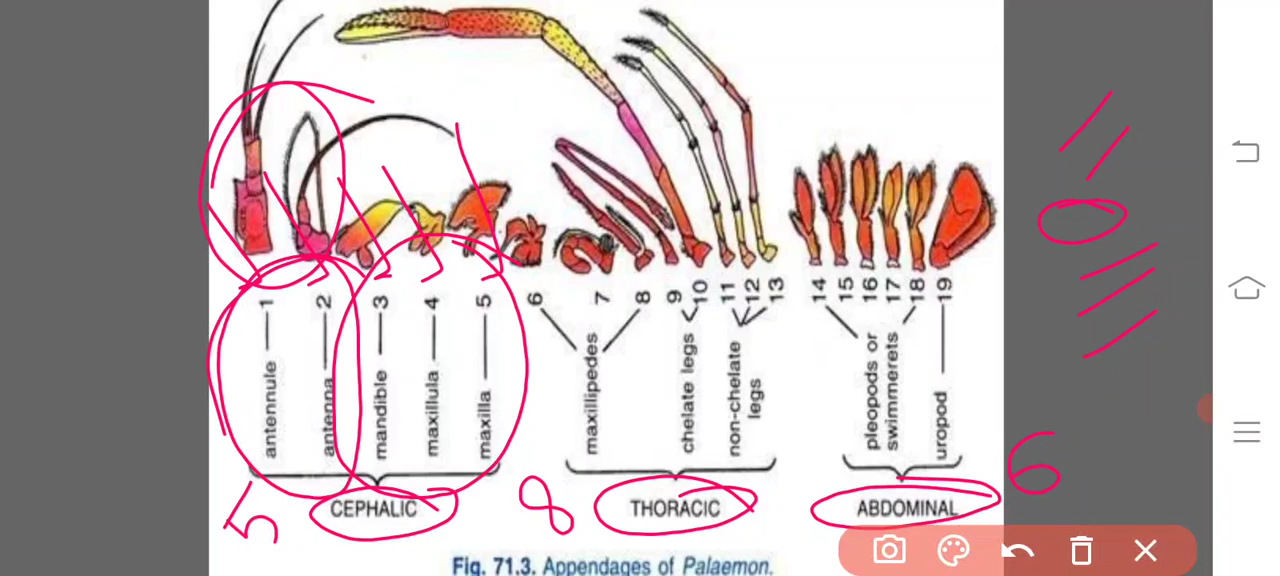 1 2 3 4 5 6 7 8 9 10 11 12 13 14 15 16 17 18 19
antennule
antenna
mandible
maxillula
maxilla
maxillipedes
chelate legs
non-chelate
legs
pleopods or
swimmerets
uropod
5 CEPHALIC 8 THORACIC ABDOMINAL 6
Fig. 71.3. Appendages of Palaemon.